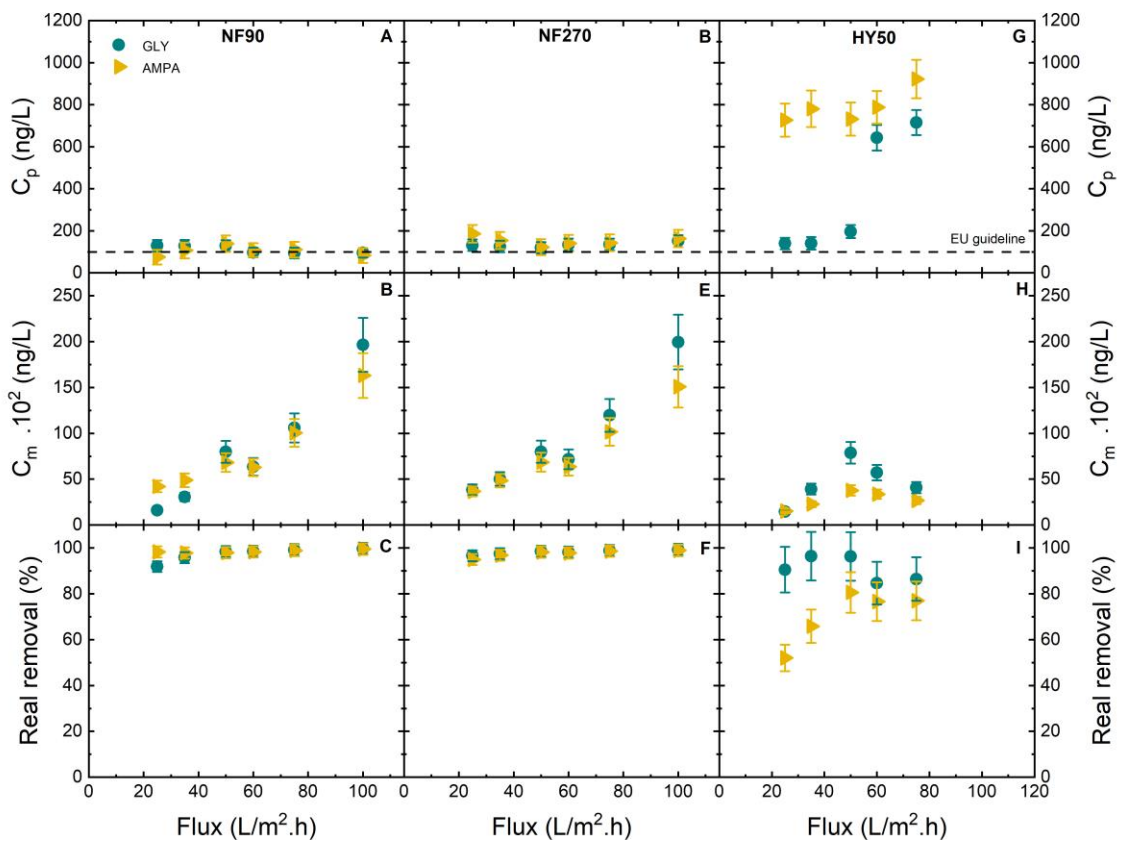 NF90 A
GLY
AMPA
NF270 B
HY50 G
EU guideline
1200
1000
800
600
400
200
0
Cₚ (ng/L)
1200
1000
800
600
400
200
0
Cₚ (ng/L)
B
E
H
250
200
150
100
50
0
Cₘ .10² (ng/L)
250
200
150
100
50
0
Cₘ .10² (ng/L)
C
F
I
100
80
60
40
20
0
Real removal (%)
100
80
60
40
20
0
Real removal (%)
0 20 40 60 80 100
0 20 40 60 80 100
0 20 40 60 80 100 120
Flux (L/m².h)
Flux (L/m².h)
Flux (L/m².h)